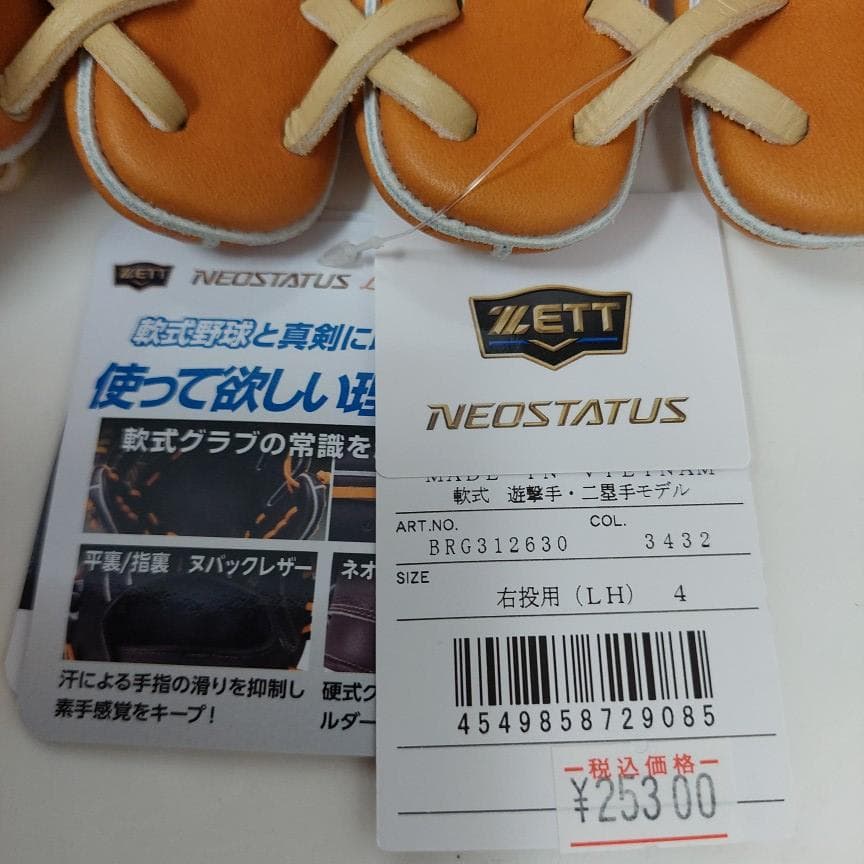 ZETT NEOSTATUS
軟式野球と真剣に
使って欲しい理
軟式グラブの常識を
平裏/指裏 ヌバックレザー
ネオ
汗による手指の滑りを抑制し
素手感覚をキープ!
硬式グ
ルダー
ZETT
NEOSTATUS
MADE IN VIETNAM
軟式 遊撃手・二塁手モデル
ART.NO. COL.
BRG312630 3432
SIZE
右投用(LH) 4
4549858729085
税込価格
¥25300